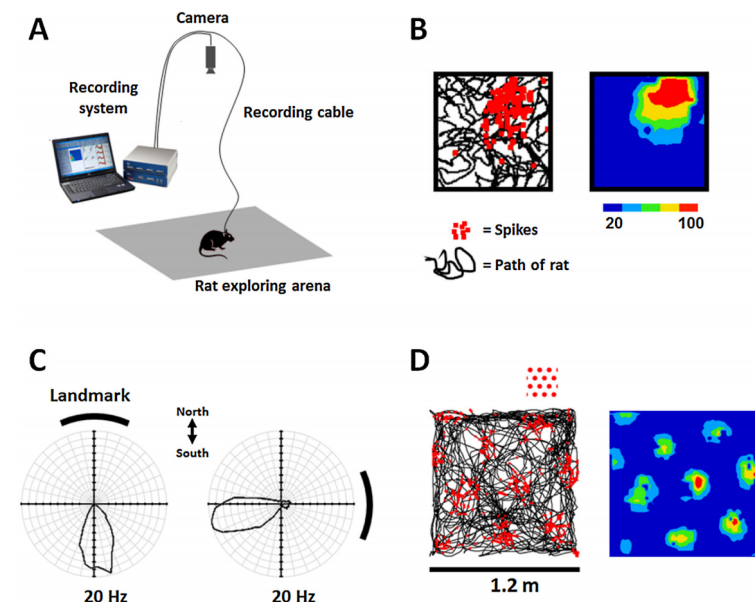 A
Camera
Recording
system
Recording cable
Rat exploring arena
B
20
100
= Spikes
= Path of rat
C
Landmark
North
South
20 Hz
20 Hz
D
1.2 m